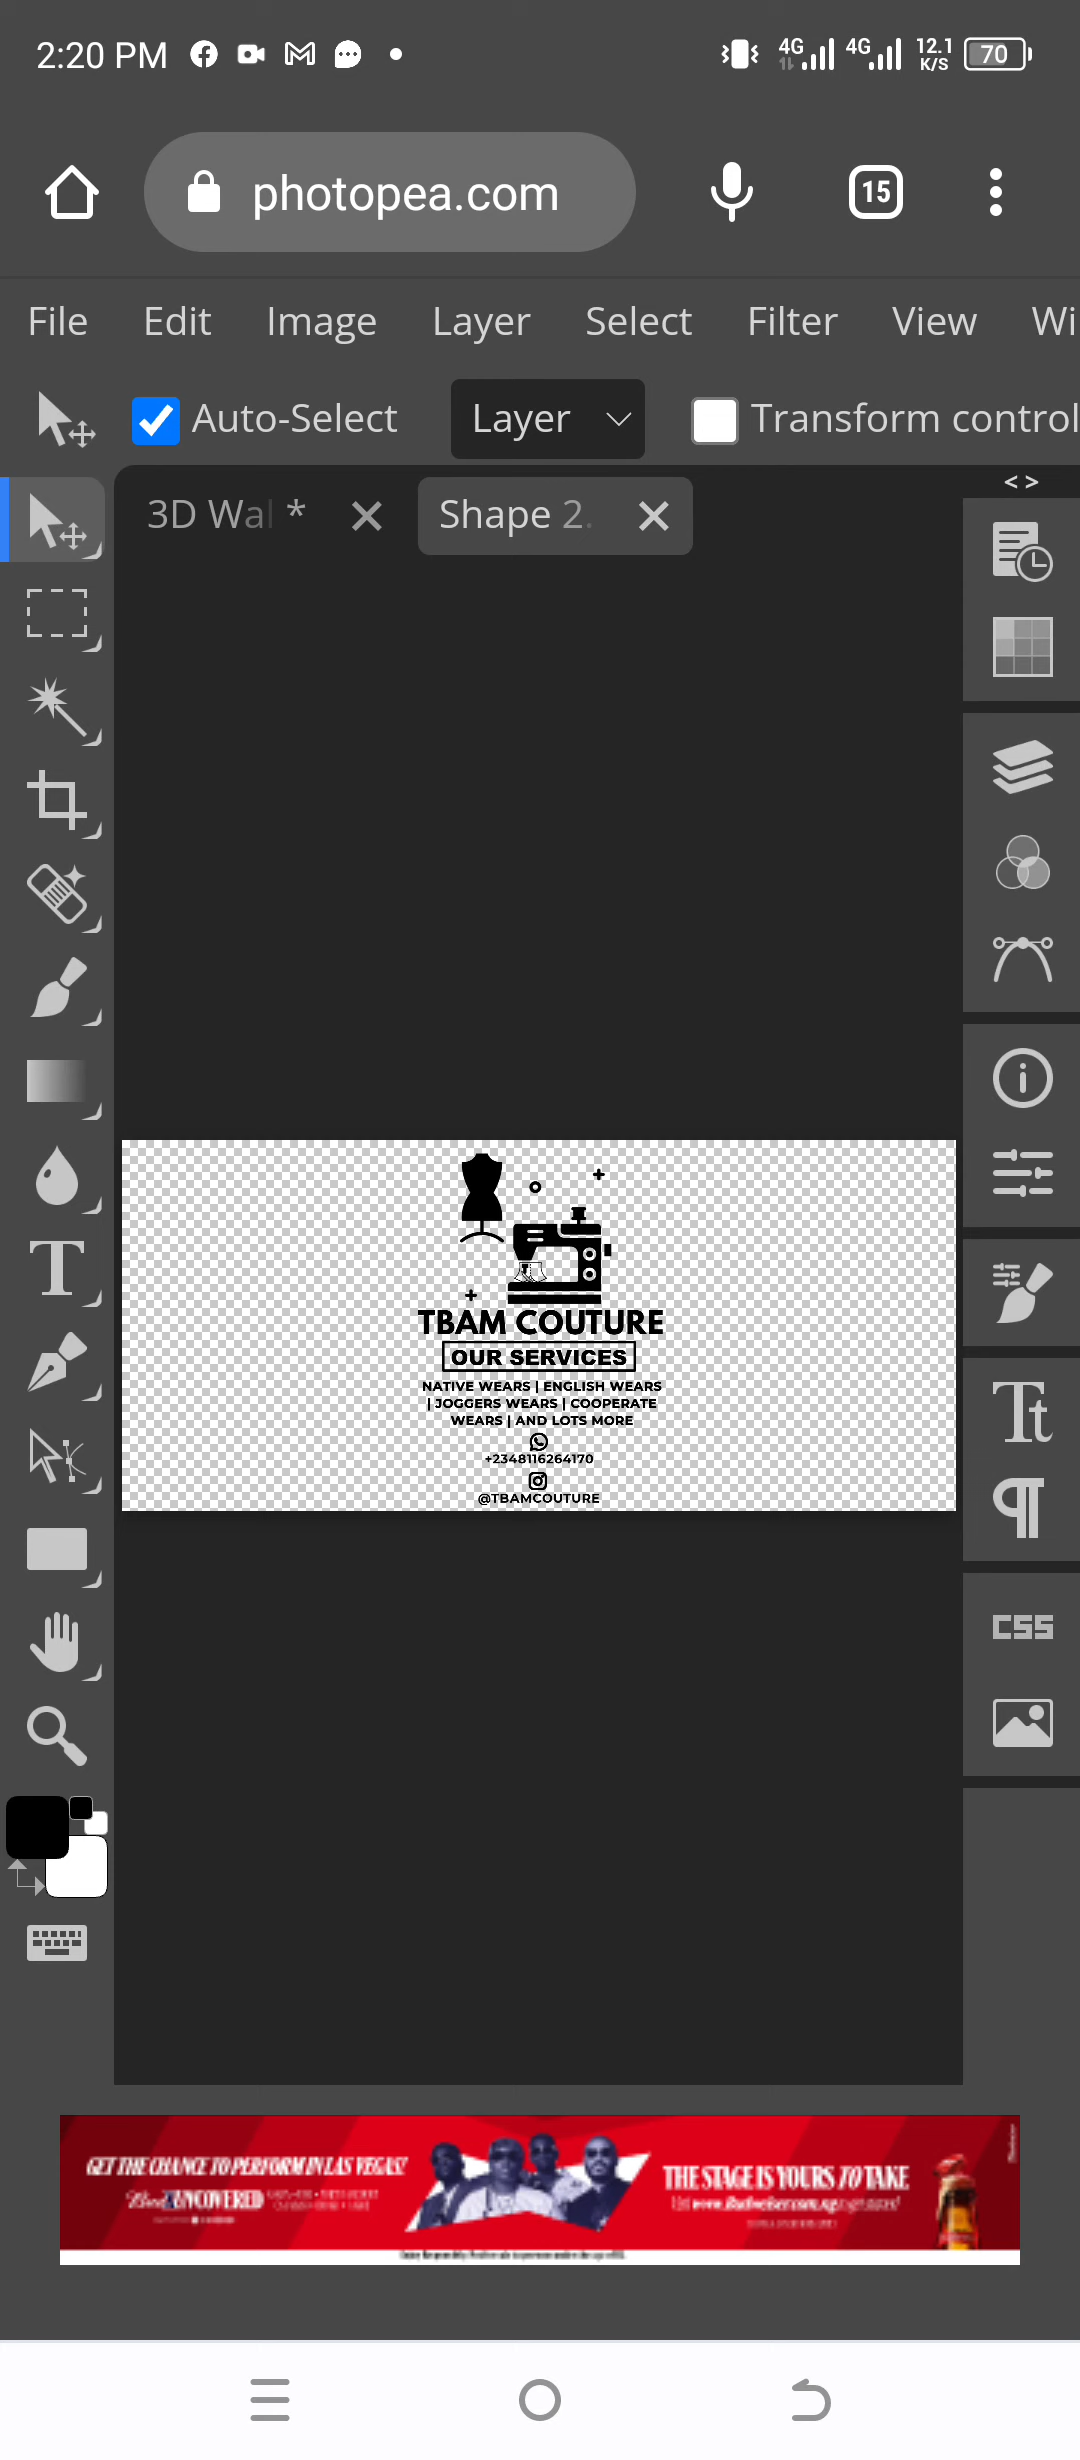 2:20 PM
4G
4G
12.1
K/S
70
photopea.com
15
File Edit Image Layer Select Filter View Wi
Auto-Select Layer Transform control
3D Wal *
Shape 2.
< >
TBAM COUTURE
OUR SERVICES
NATIVE WEARS | ENGLISH WEARS
| JOGGERS WEARS | COOPERATE
WEARS | AND LOTS MORE
+2348116264170
@TBAMCOUTURE
CSS
GET THE CHANCE TO PERFORM IN LAS VEGAS!
UNCOVERED
THE STAGE IS YOURS TO TAKE